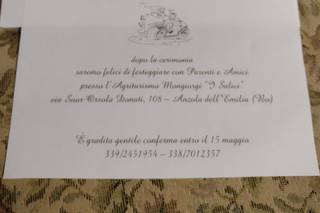 dopo la cerimonia
saremo felici di festeggiare con Parenti e Amici
presso l'Agriturismo Mongiorgi "I Salici"
via Suor Orsola Donati, 108 - Anzola dell'Emilia (Bo)
È gradita gentile conferma entro il 15 maggio
339/2451954 - 338/7012357